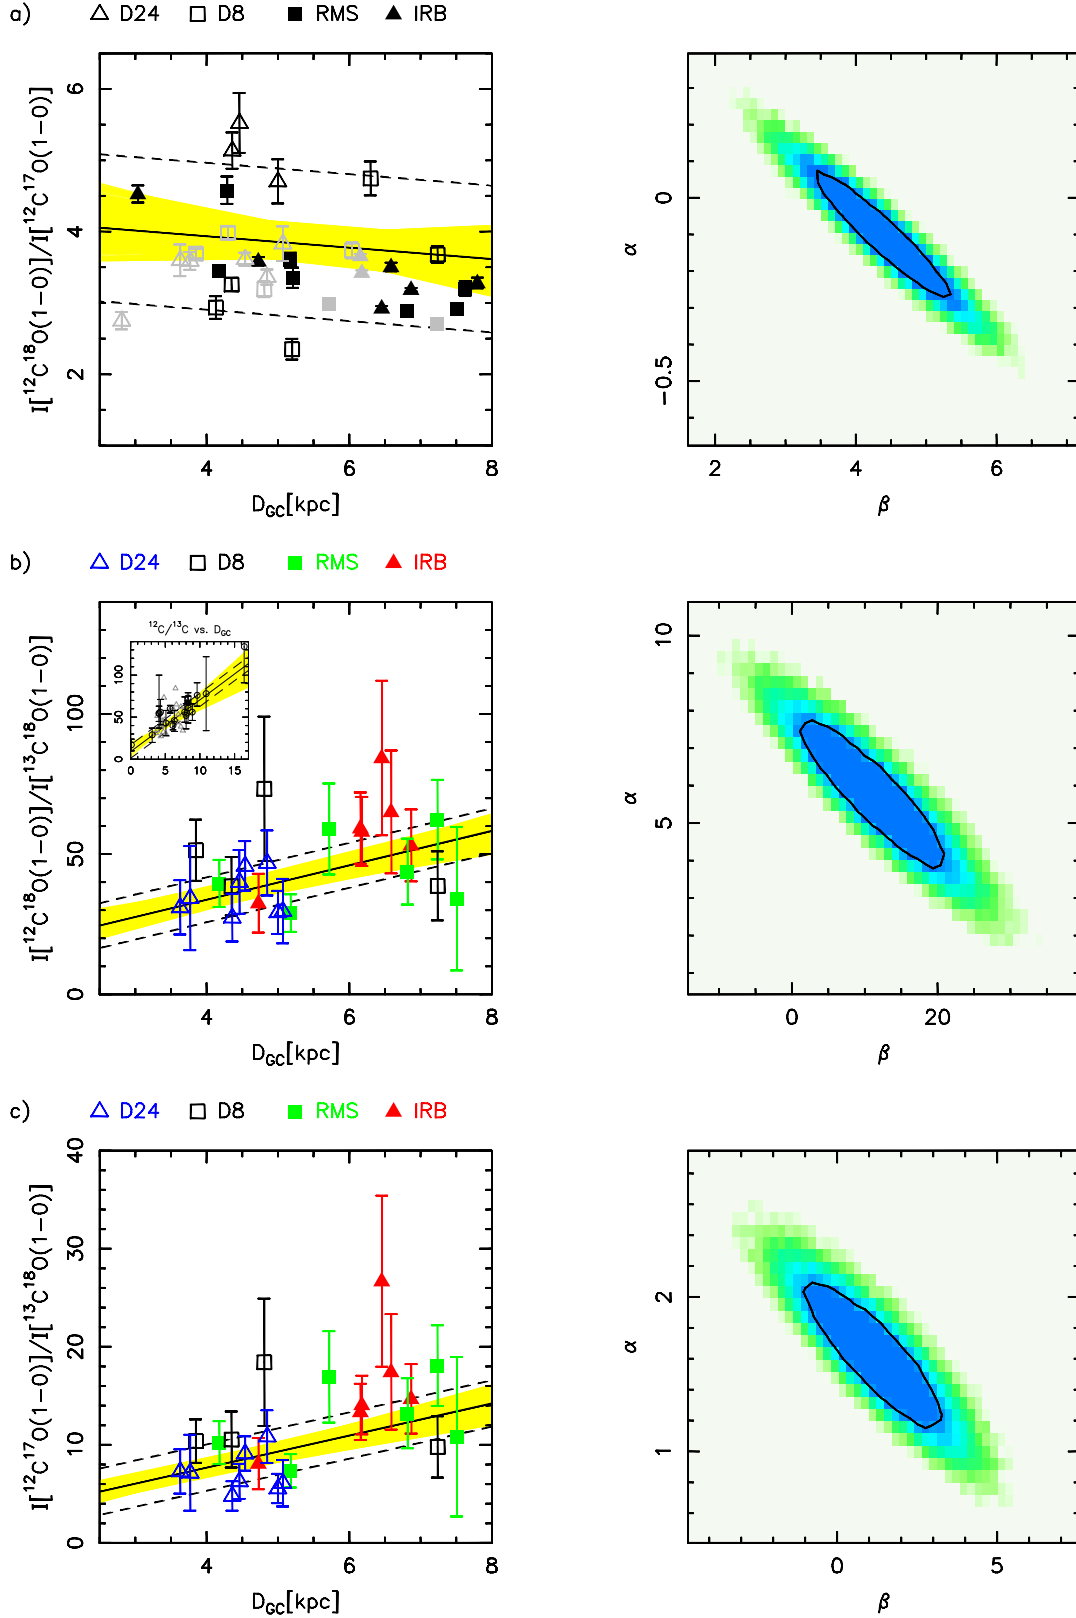 a) D24 D8 RMS IRB
I[¹²C¹⁸O(1−0)]/I[¹²C¹⁷O(1−0)]
2 4 6
4 6 8
D_GC[kpc]
α
−0.5 0
2 4 6
β
b) D24 D8 RMS IRB
I[¹²C¹⁸O(1−0)]/I[¹³C¹⁸O(1−0)]
0 50 100
¹²C/¹³C vs. D_GC
0 50 100
0 5 10 15
4 6 8
D_GC[kpc]
α
5 10
0 20
β
c) D24 D8 RMS IRB
I[¹²C¹⁷O(1−0)]/I[¹³C¹⁸O(1−0)]
0 10 20 30 40
4 6 8
D_GC[kpc]
α
1 2
0 5
β